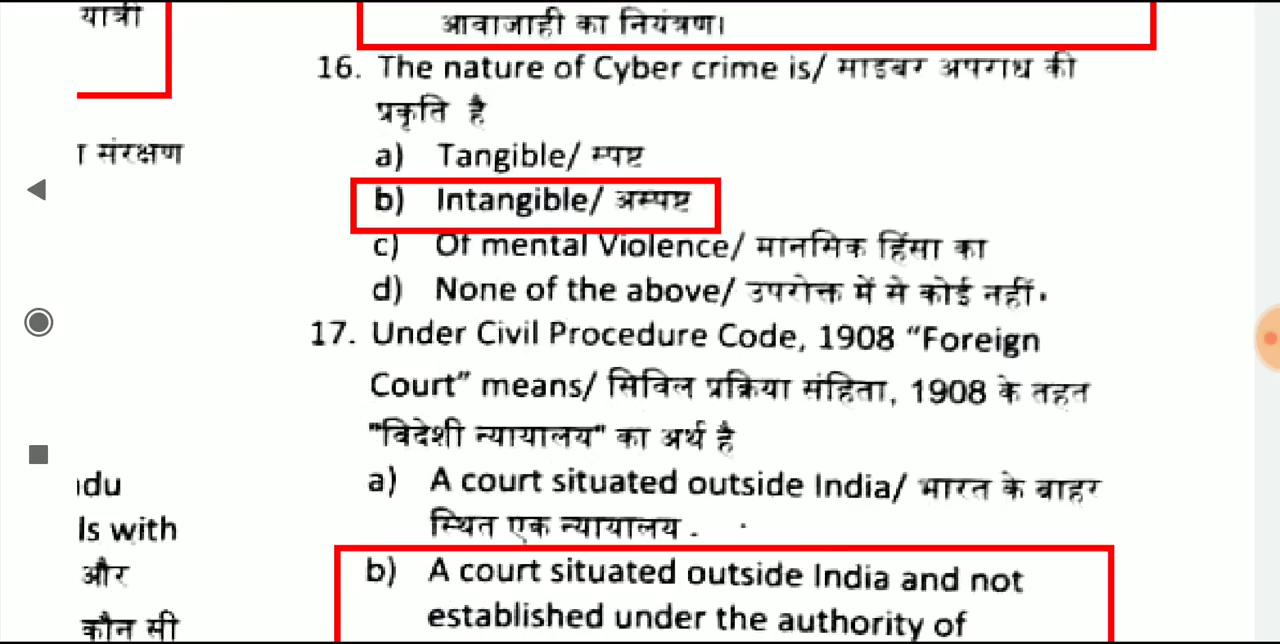 यात्री
संरक्षण
du
ls with
और
कौन सी
आवाजाही का नियंत्रण।
16. The nature of Cyber crime is/ साइबर अपराध की
प्रकृति है
a) Tangible/ स्पष्ट
b) Intangible/ अस्पष्ट
c) Of mental Violence/ मानसिक हिंसा का
d) None of the above/ उपरोक्त में से कोई नहीं.
17. Under Civil Procedure Code, 1908 “Foreign
Court” means/ सिविल प्रक्रिया संहिता, 1908 के तहत
"विदेशी न्यायालय" का अर्थ है
a) A court situated outside India/ भारत के बाहर
स्थित एक न्यायालय .
b) A court situated outside India and not
established under the authority of